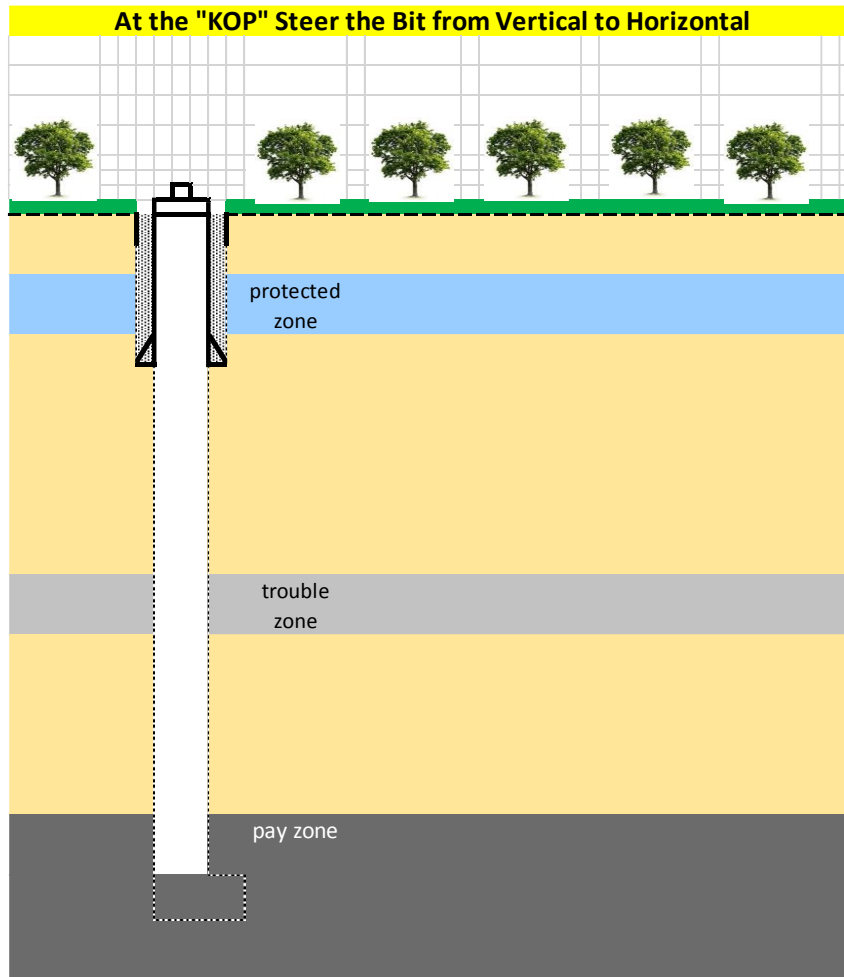 At the "KOP" Steer the Bit from Vertical to Horizontal
protected
zone
trouble
zone
pay zone